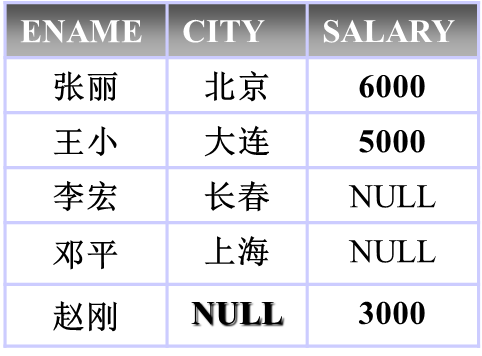 ENAME CITY SALARY
张丽 北京 6000
王小 大连 5000
李宏 长春 NULL
邓平 上海 NULL
赵刚 NULL 3000